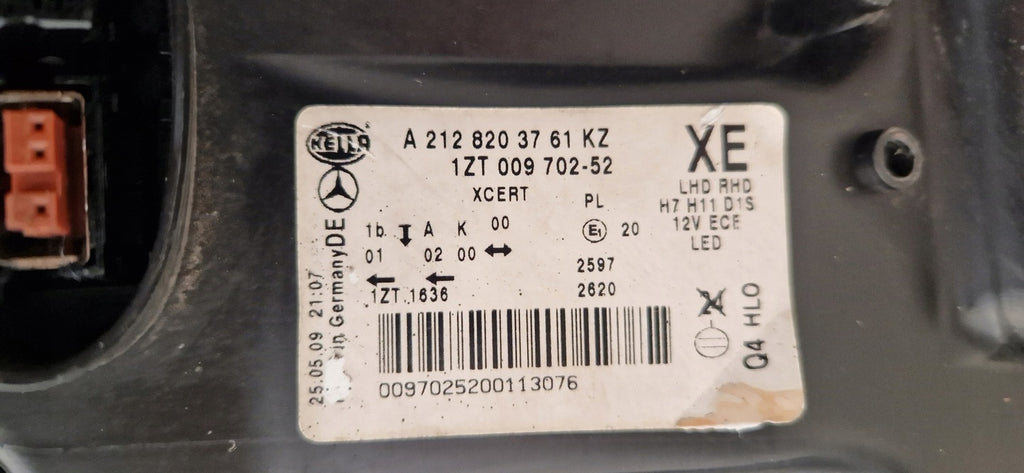 HELLA
A 212 820 37 61 KZ
1ZT 009 702-52
XCERT
XE
LHD RHD
H7 H11 D1S
12V ECE
LED
PL
1b A K 00
01 02 00
E1 20
2597
2620
1ZT 1636
0097025200113076
25.05.09 21:07
in Germany DE
Q4 HLO